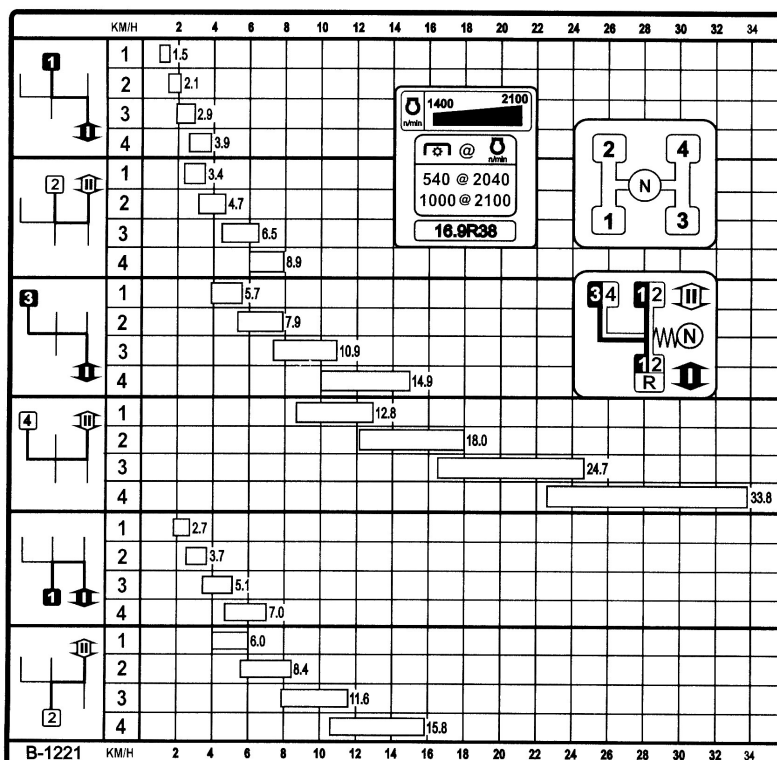 KM/H 2 4 6 8 10 12 14 16 18 20 22 24 26 28 30 32 34
1 1 1.5
2 2.1
3 2.9
I 4 3.9
2 II 1 3.4
2 4.7
3 6.5
4 8.9
3 1 5.7
2 7.9
3 10.9
I 4 14.9
4 II 1 12.8
2 18.0
3 24.7
4 33.8
1 2.7
2 3.7
1 I 3 5.1
4 7.0
II 1 6.0
2 8.4
3 11.6
2 4 15.8
B-1221 KM/H 2 4 6 8 10 12 14 16 18 20 22 24 26 28 30 32 34
n/min 1400 2100
@ n/min
540 @ 2040
1000 @ 2100
16.9R38
2 4
N
1 3
3 4 1 2 II
N
1 2
R I